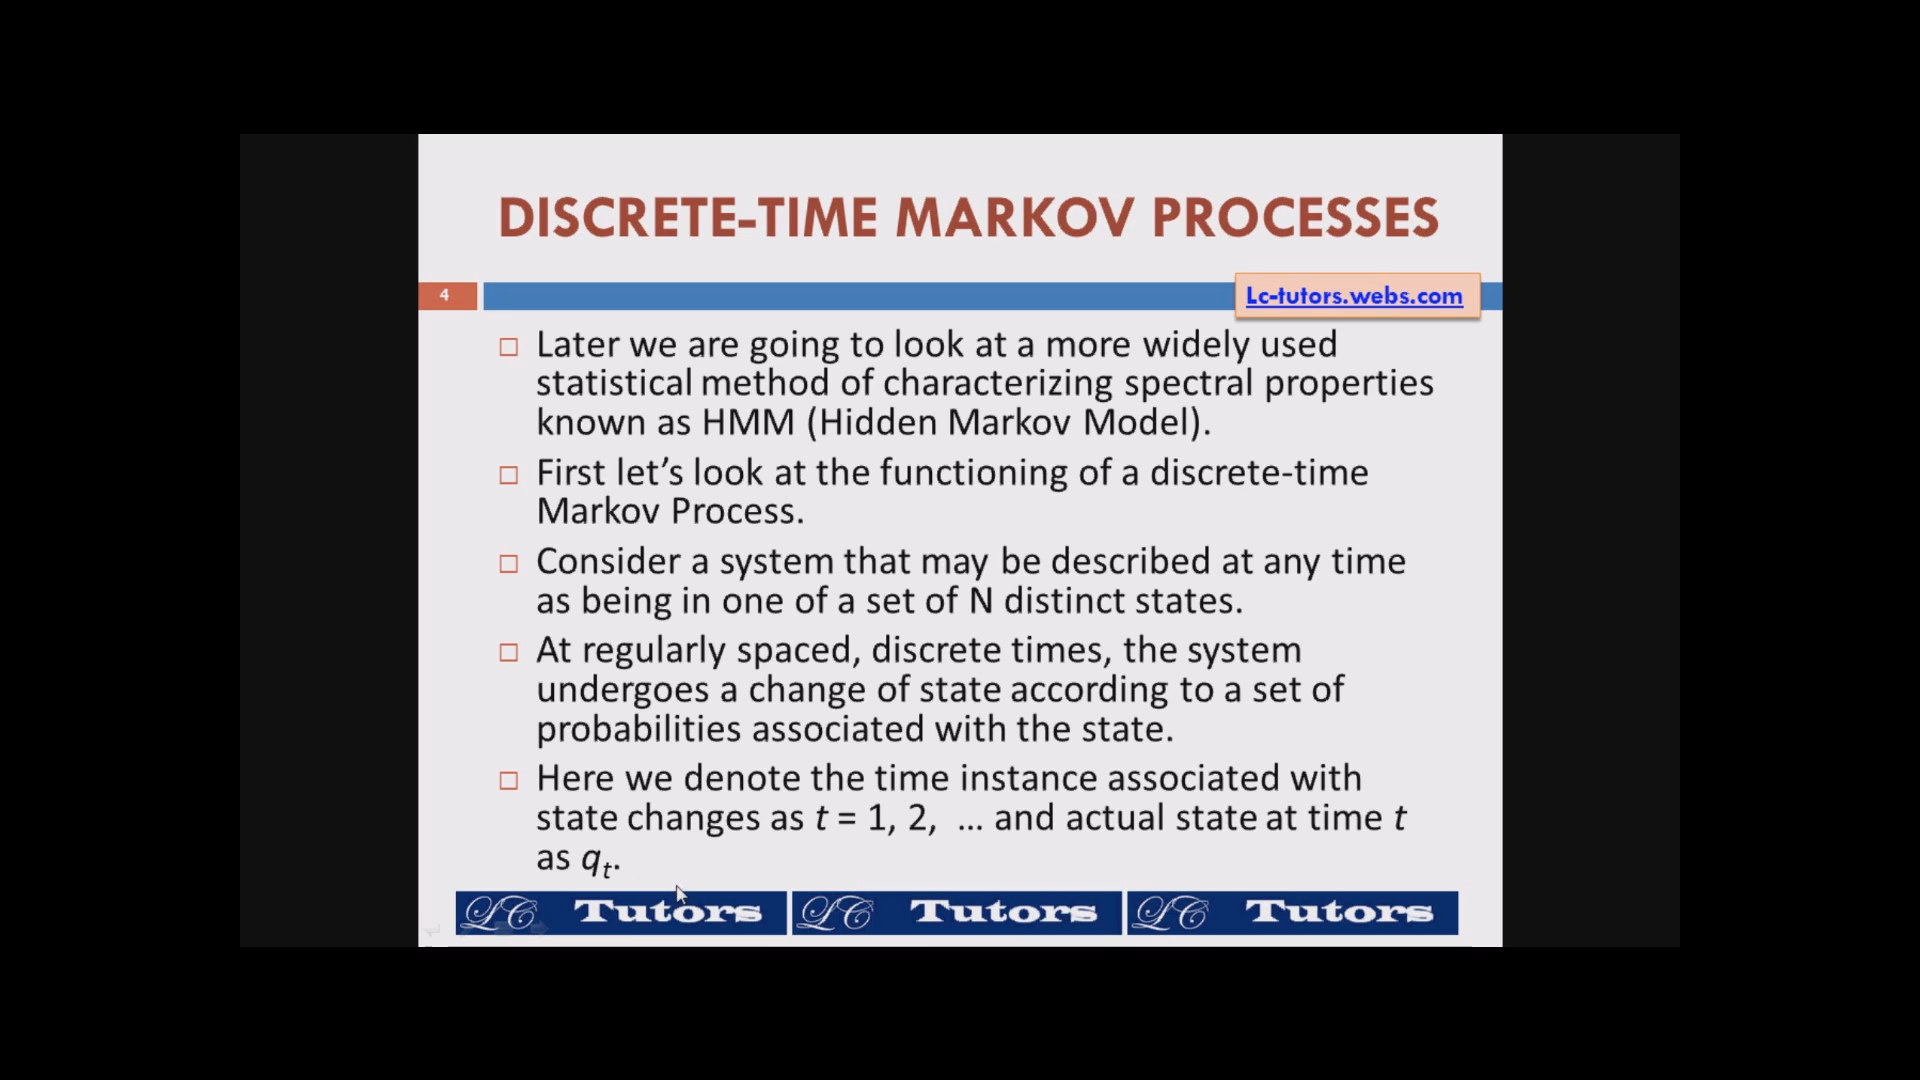 DISCRETE-TIME MARKOV PROCESSES
4
Lc-tutors.webs.com
Later we are going to look at a more widely used
statistical method of characterizing spectral properties
known as HMM (Hidden Markov Model).
First let’s look at the functioning of a discrete-time
Markov Process.
Consider a system that may be described at any time
as being in one of a set of N distinct states.
At regularly spaced, discrete times, the system
undergoes a change of state according to a set of
probabilities associated with the state.
Here we denote the time instance associated with
state changes as t = 1, 2, … and actual state at time t
as qt.
LC Tutors LC Tutors LC Tutors